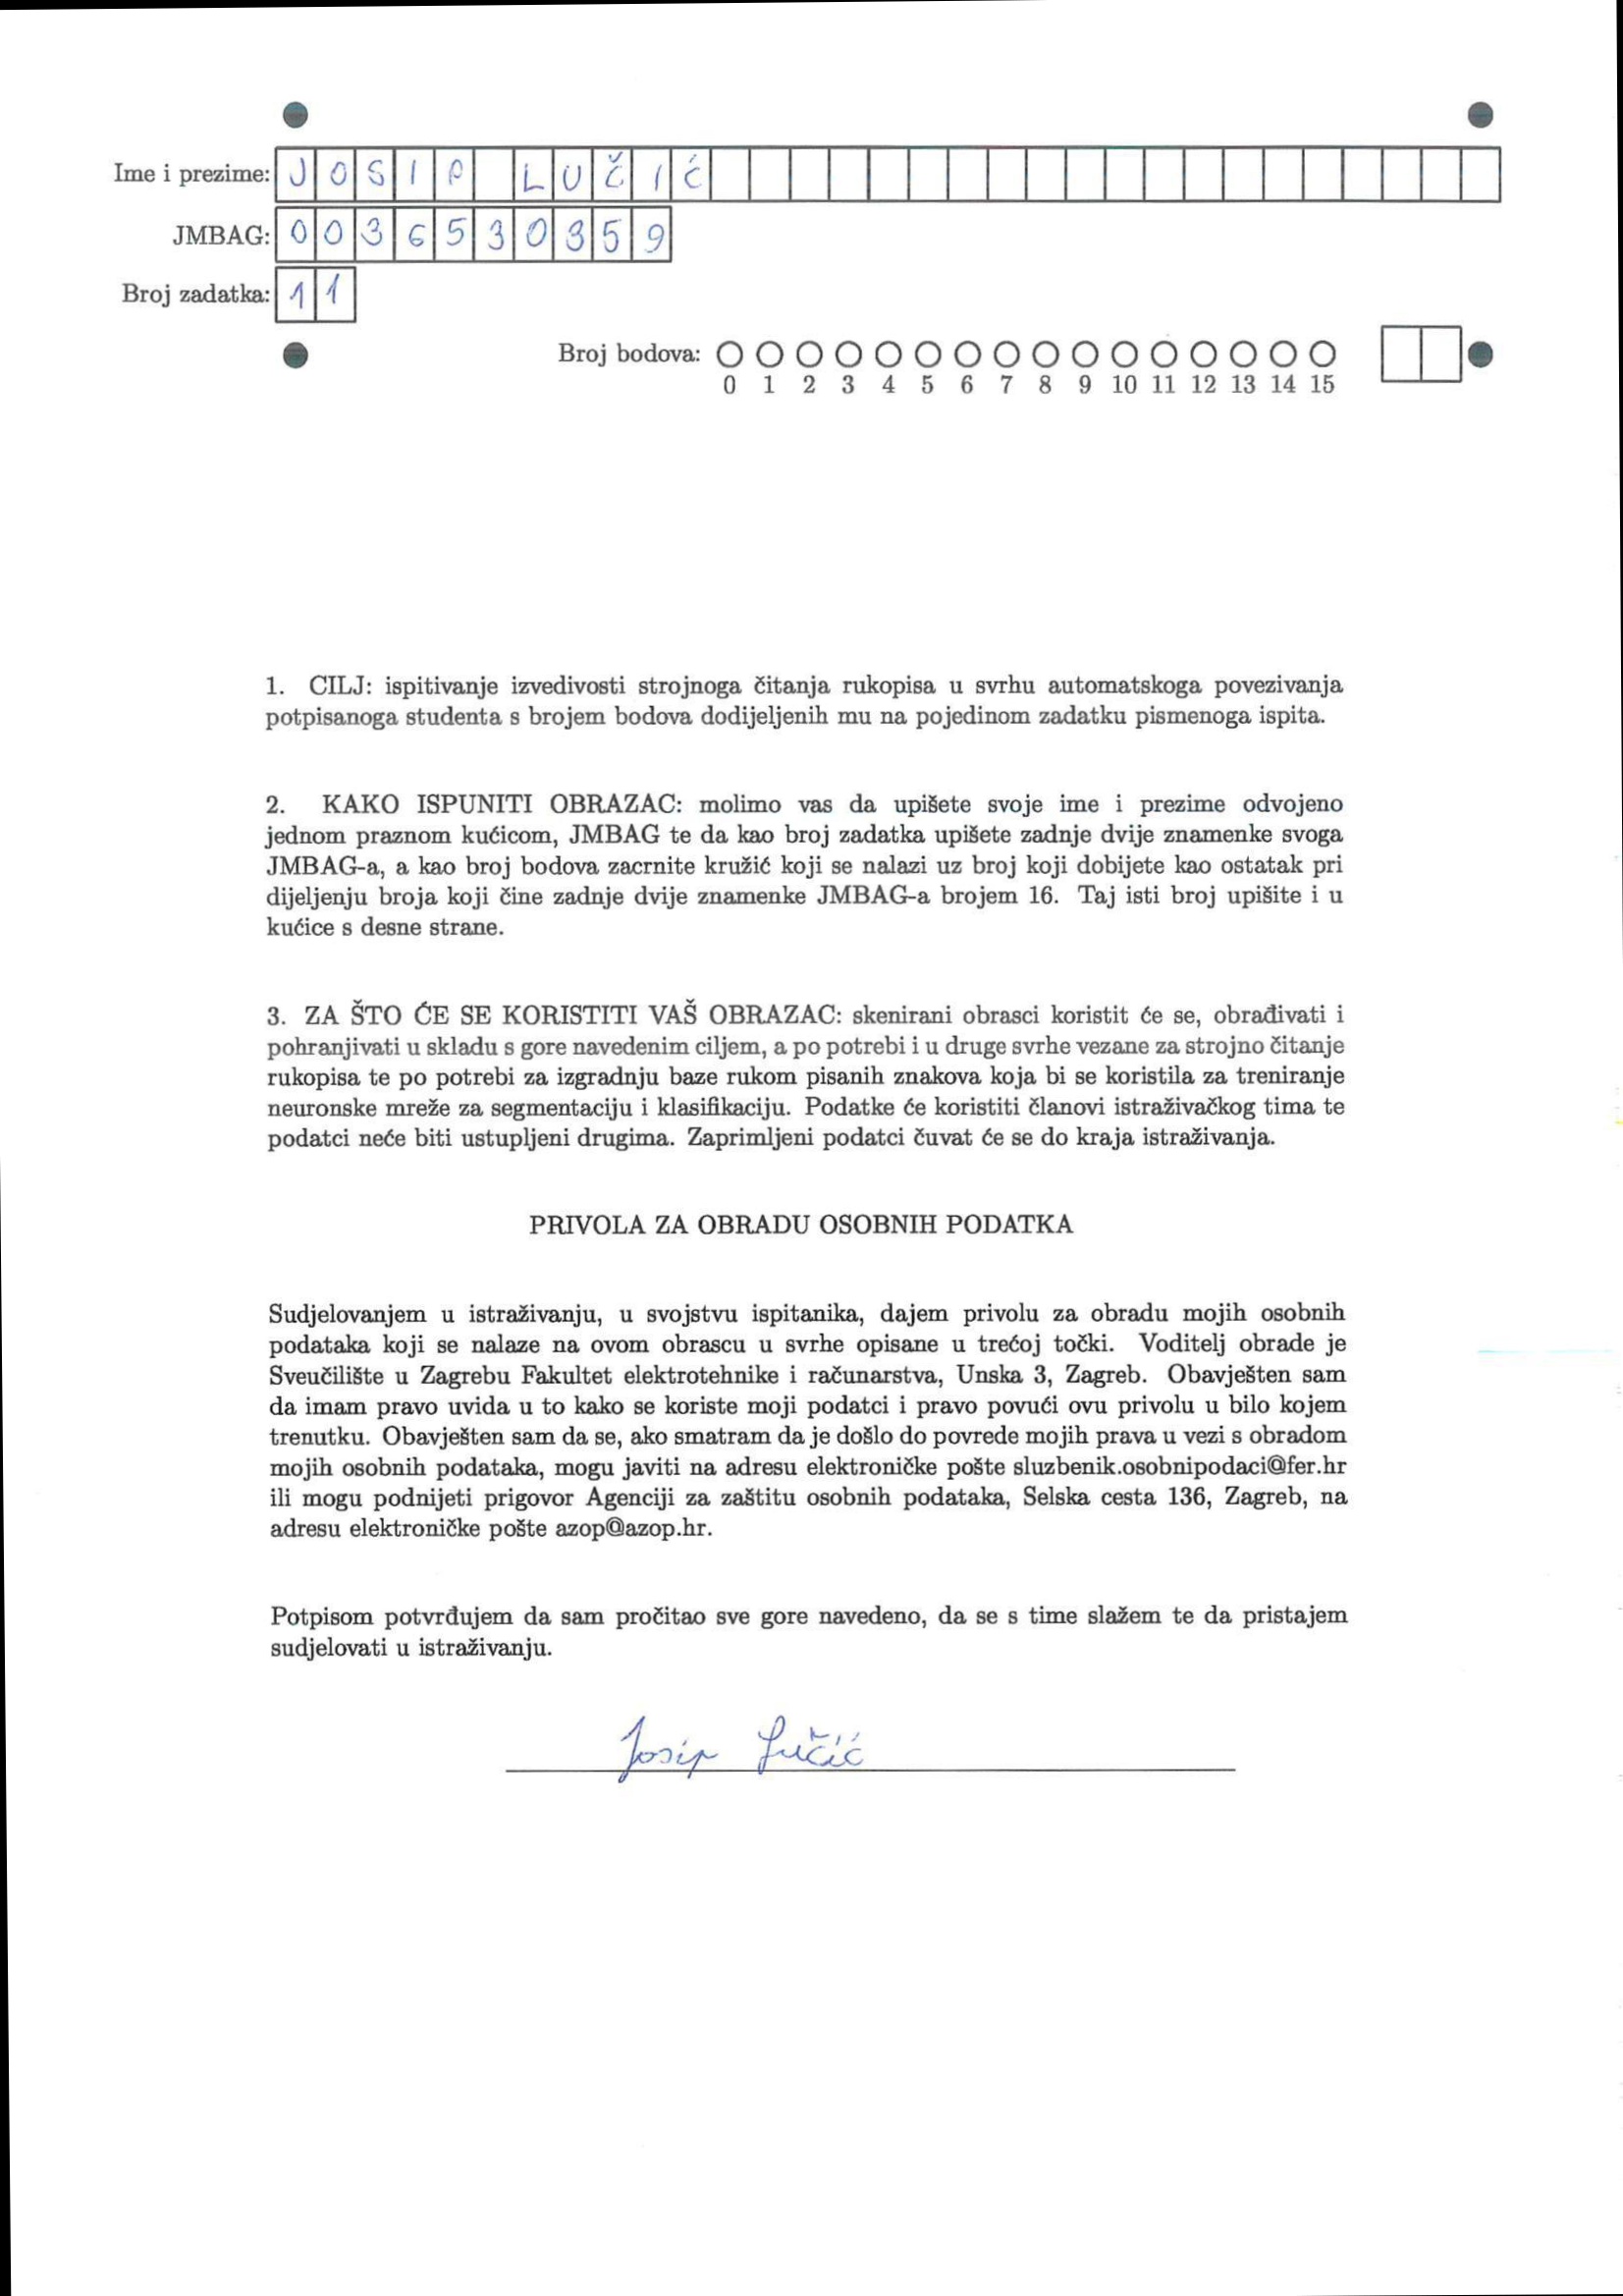 Ime i prezime: JOSIP LUČIĆ
JMBAG: 0036530359
Broj zadatka: 11
Broj bodova:
0 1 2 3 4 5 6 7 8 9 10 11 12 13 14 15
1. CILJ: ispitivanje izvedivosti strojnoga čitanja rukopisa u svrhu automatskoga povezivanja
potpisanoga studenta s brojem bodova dodijeljenih mu na pojedinom zadatku pismenoga ispita.
2. KAKO ISPUNITI OBRAZAC: molimo vas da upišete svoje ime i prezime odvojeno
jednom praznom kućicom, JMBAG te da kao broj zadatka upišete zadnje dvije znamenke svoga
JMBAG-a, a kao broj bodova zacrnite kružić koji se nalazi uz broj koji dobijete kao ostatak pri
dijeljenju broja koji čine zadnje dvije znamenke JMBAG-a brojem 16. Taj isti broj upišite i u
kućice s desne strane.
3. ZA ŠTO ĆE SE KORISTITI VAŠ OBRAZAC: skenirani obrasci koristit će se, obrađivati i
pohranjivati u skladu s gore navedenim ciljem, a po potrebi i u druge svrhe vezane za strojno čitanje
rukopisa te po potrebi za izgradnju baze rukom pisanih znakova koja bi se koristila za treniranje
neuronske mreže za segmentaciju i klasifikaciju. Podatke će koristiti članovi istraživačkog tima te
podatci neće biti ustupljeni drugima. Zaprimljeni podatci čuvat će se do kraja istraživanja.
PRIVOLA ZA OBRADU OSOBNIH PODATKA
Sudjelovanjem u istraživanju, u svojstvu ispitanika, dajem privolu za obradu mojih osobnih
podataka koji se nalaze na ovom obrascu u svrhe opisane u trećoj točki. Voditelj obrade je
Sveučilište u Zagrebu Fakultet elektrotehnike i računarstva, Unska 3, Zagreb. Obavješten sam
da imam pravo uvida u to kako se koriste moji podatci i pravo povući ovu privolu u bilo kojem
trenutku. Obavješten sam da se, ako smatram da je došlo do povrede mojih prava u vezi s obradom
mojih osobnih podataka, mogu javiti na adresu elektroničke pošte sluzbenik.osobnipodaci@fer.hr
ili mogu podnijeti prigovor Agenciji za zaštitu osobnih podataka, Selska cesta 136, Zagreb, na
adresu elektroničke pošte azop@azop.hr.
Potpisom potvrđujem da sam pročitao sve gore navedeno, da se s time slažem te da pristajem
sudjelovati u istraživanju.
Josip Lučić